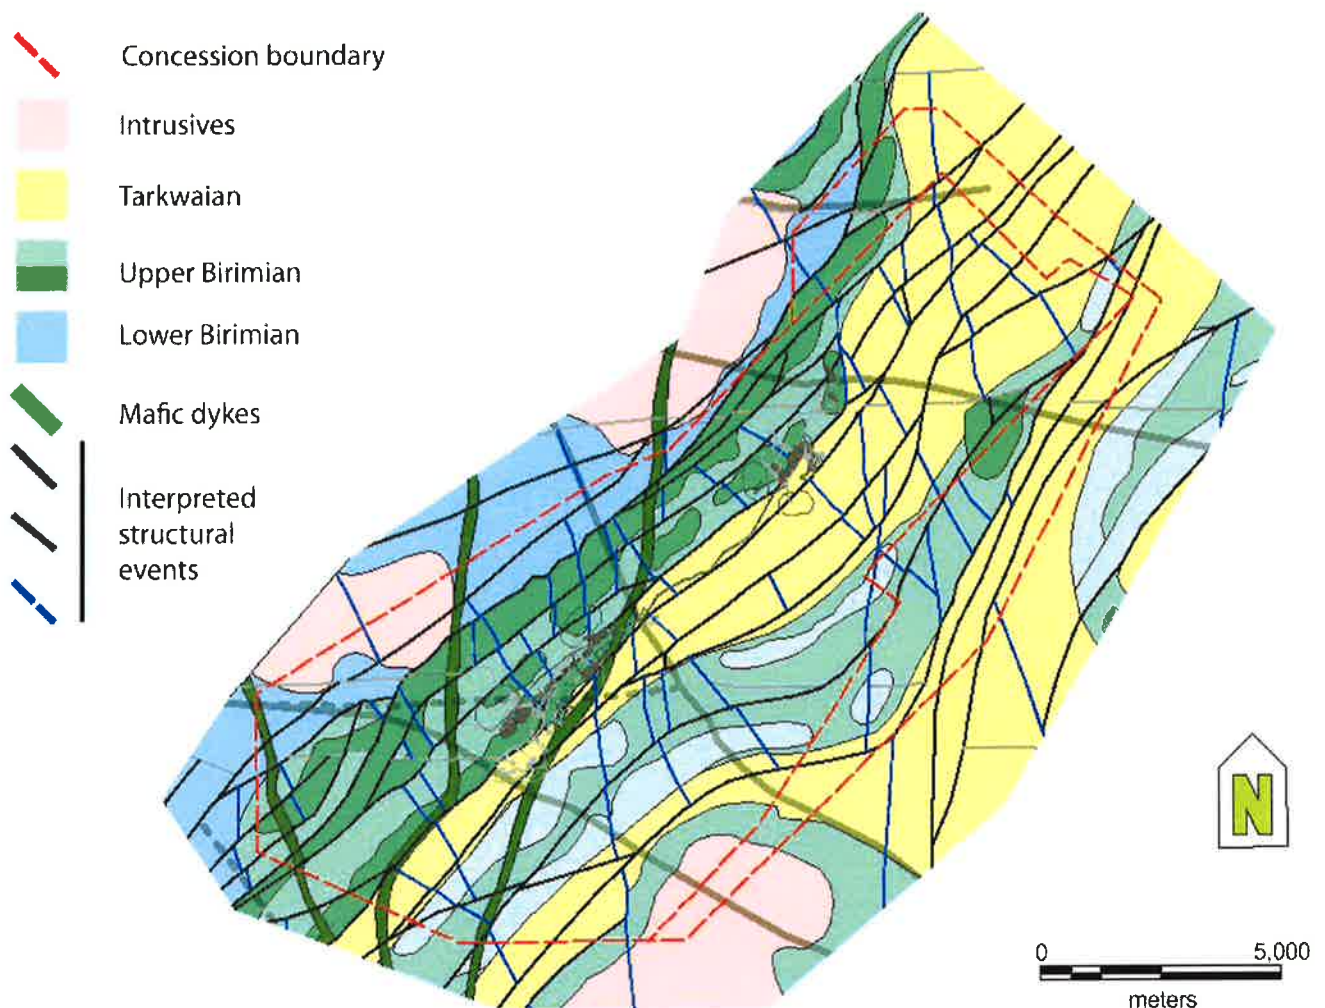 Concession boundary
Intrusives
Tarkwaian
Upper Birimian
Lower Birimian
Mafic dykes
Interpreted
structural
events
N
0 5,000
meters